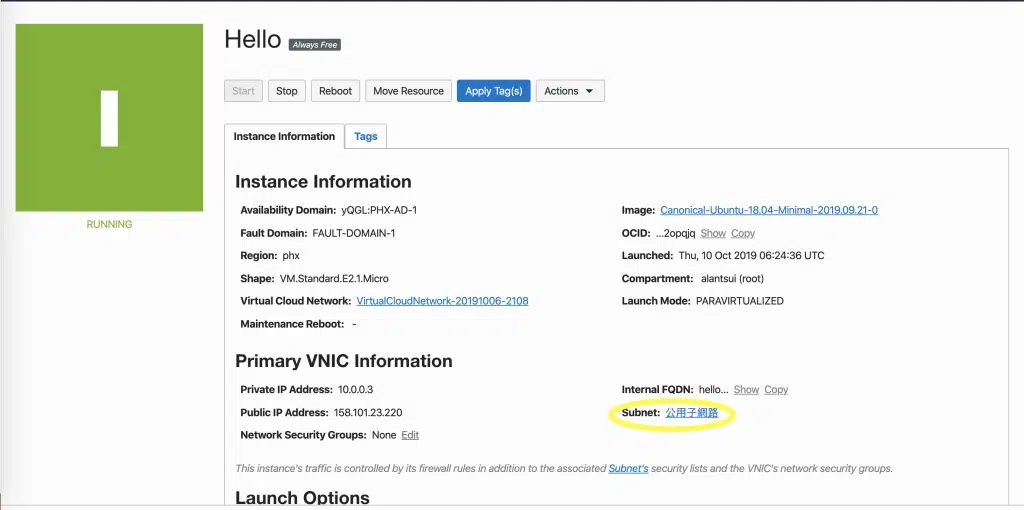 Hello Always Free
Start Stop Reboot Move Resource Apply Tag(s) Actions
Instance Information Tags
Instance Information
Availability Domain: yQGL:PHX-AD-1 Image: Canonical-Ubuntu-18.04-Minimal-2019.09.21-0
RUNNING
Fault Domain: FAULT-DOMAIN-1 OCID: ...2opqjq Show Copy
Region: phx Launched: Thu, 10 Oct 2019 06:24:36 UTC
Shape: VM.Standard.E2.1.Micro Compartment: alantsui (root)
Virtual Cloud Network: VirtualCloudNetwork-20191006-2108 Launch Mode: PARAVIRTUALIZED
Maintenance Reboot: -
Primary VNIC Information
Private IP Address: 10.0.0.3 Internal FQDN: hello... Show Copy
Public IP Address: 158.101.23.220 Subnet: 公用子網路
Network Security Groups: None Edit
This instance's traffic is controlled by its firewall rules in addition to the associated Subnet's security lists and the VNIC's network security groups.
Launch Options